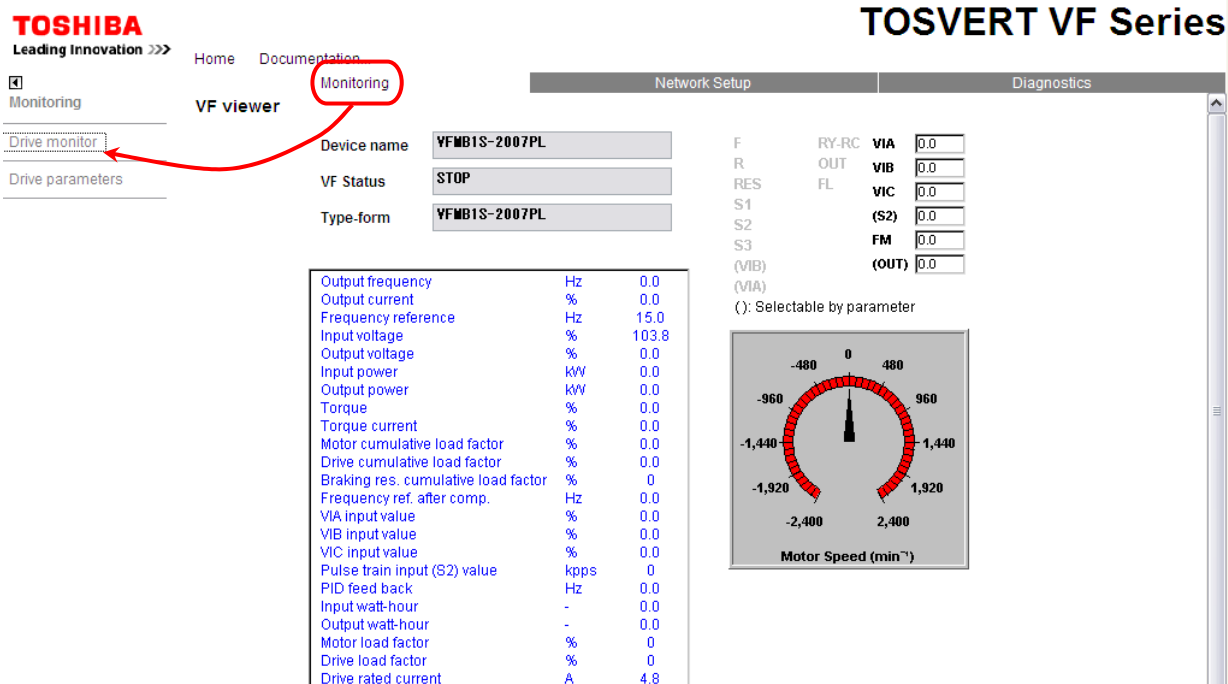 TOSHIBA
Leading Innovation >>>
TOSVERT VF Series
Home Documentation...
Monitoring Network Setup Diagnostics
Monitoring
Drive monitor
Drive parameters
VF viewer
Device name VFMB1S-2007PL
VF Status STOP
Type-form VFMB1S-2007PL
F RY-RC VIA 0.0
R OUT VIB 0.0
RES FL VIC 0.0
S1 (S2) 0.0
S2 FM 0.0
S3 (OUT) 0.0
(VIB)
(VIA)
( ): Selectable by parameter
Output frequency Hz 0.0
Output current % 0.0
Frequency reference Hz 15.0
Input voltage % 103.8
Output voltage % 0.0
Input power kW 0.0
Output power kW 0.0
Torque % 0.0
Torque current % 0.0
Motor cumulative load factor % 0.0
Drive cumulative load factor % 0.0
Braking res. cumulative load factor % 0
Frequency ref. after comp. Hz 0.0
VIA input value % 0.0
VIB input value % 0.0
VIC input value % 0.0
Pulse train input (S2) value kpps 0
PID feed back Hz 0.0
Input watt-hour - 0.0
Output watt-hour - 0.0
Motor load factor % 0
Drive load factor % 0
Drive rated current A 4.8
0
-480 480
-960 960
-1,440 1,440
-1,920 1,920
-2,400 2,400
Motor Speed (min⁻¹)